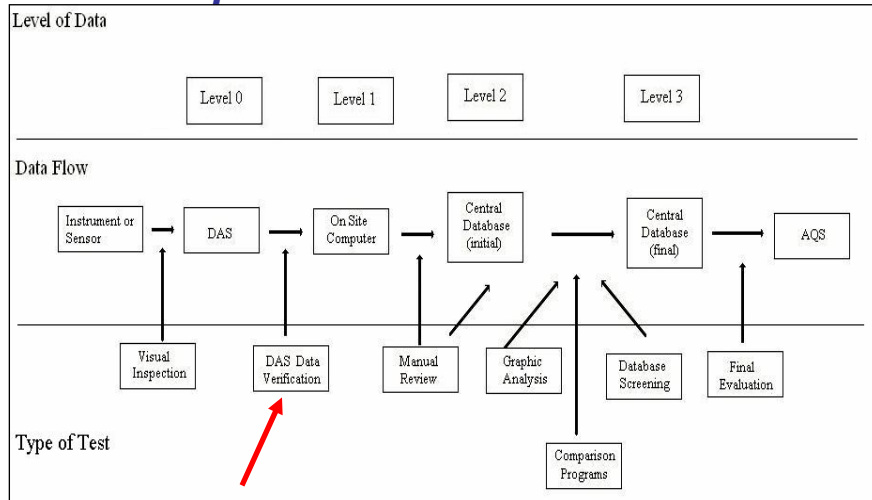 Level of Data
Level 0
Level 1
Level 2
Level 3
Data Flow
Instrument or
Sensor
DAS
On Site
Computer
Central
Database
(initial)
Central
Database
(final)
AQS
Visual
Inspection
DAS Data
Verification
Manual
Review
Graphic
Analysis
Database
Screening
Final
Evaluation
Comparison
Programs
Type of Test